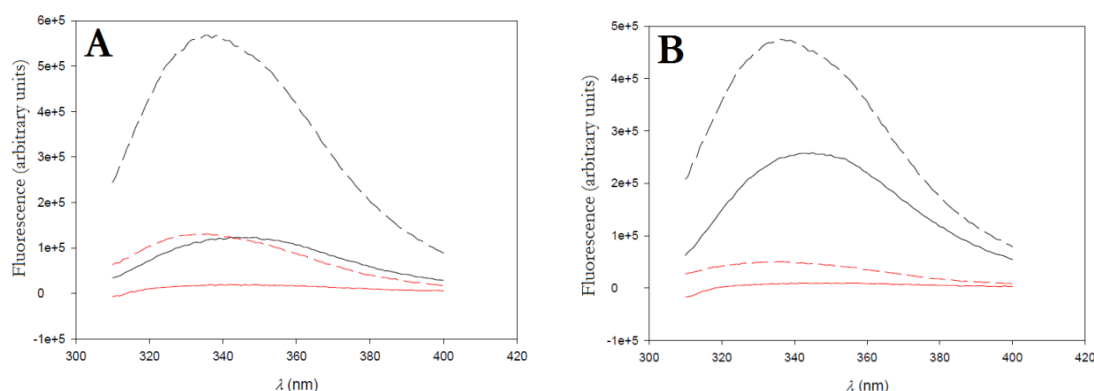 A
Fluorescence (arbitrary units)
6e+5
5e+5
4e+5
3e+5
2e+5
1e+5
0
-1e+5
300 320 340 360 380 400 420
λ (nm)
B
Fluorescence (arbitrary units)
5e+5
4e+5
3e+5
2e+5
1e+5
0
-1e+5
300 320 340 360 380 400 420
λ (nm)